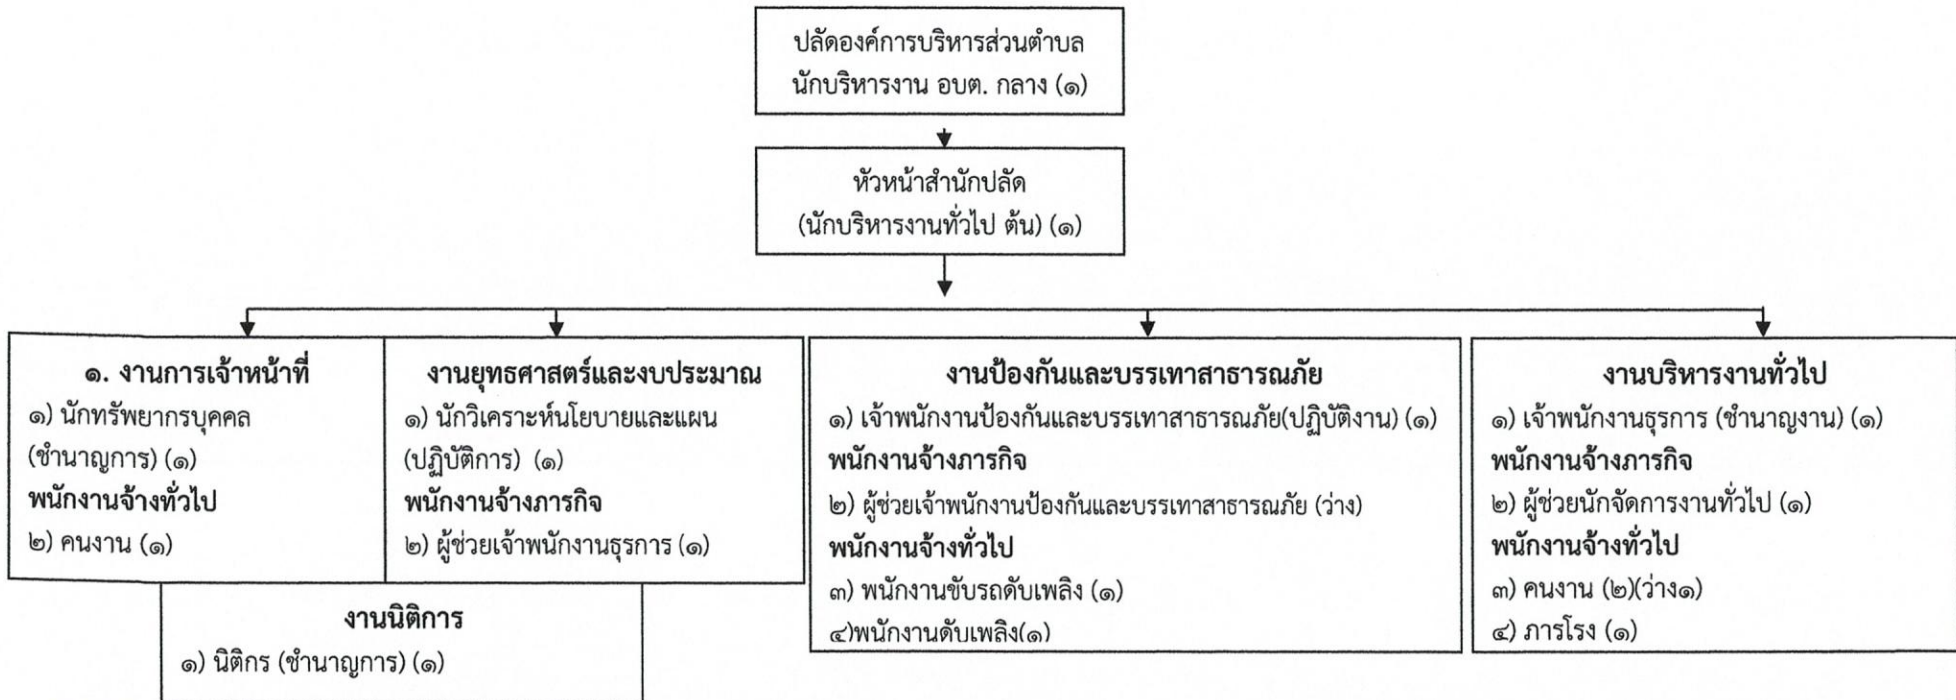 ปลัดองค์การบริหารส่วนตำบล
นักบริหารงาน อบต. กลาง (๑)
หัวหน้าสำนักปลัด
(นักบริหารงานทั่วไป ต้น) (๑)
๑. งานการเจ้าหน้าที่
๑) นักทรัพยากรบุคคล
(ชำนาญการ) (๑)
พนักงานจ้างทั่วไป
๒) คนงาน (๑)
งานยุทธศาสตร์และงบประมาณ
๑) นักวิเคราะห์นโยบายและแผน
(ปฏิบัติการ) (๑)
พนักงานจ้างภารกิจ
๒) ผู้ช่วยเจ้าพนักงานธุรการ (๑)
งานป้องกันและบรรเทาสาธารณภัย
๑) เจ้าพนักงานป้องกันและบรรเทาสาธารณภัย(ปฏิบัติงาน) (๑)
พนักงานจ้างภารกิจ
๒) ผู้ช่วยเจ้าพนักงานป้องกันและบรรเทาสาธารณภัย (ว่าง)
พนักงานจ้างทั่วไป
๓) พนักงานขับรถดับเพลิง (๑)
๔)พนักงานดับเพลิง(๑)
งานบริหารงานทั่วไป
๑) เจ้าพนักงานธุรการ (ชำนาญงาน) (๑)
พนักงานจ้างภารกิจ
๒) ผู้ช่วยนักจัดการงานทั่วไป (๑)
พนักงานจ้างทั่วไป
๓) คนงาน (๒)(ว่าง๑)
๔) ภารโรง (๑)
งานนิติการ
๑) นิติกร (ชำนาญการ) (๑)